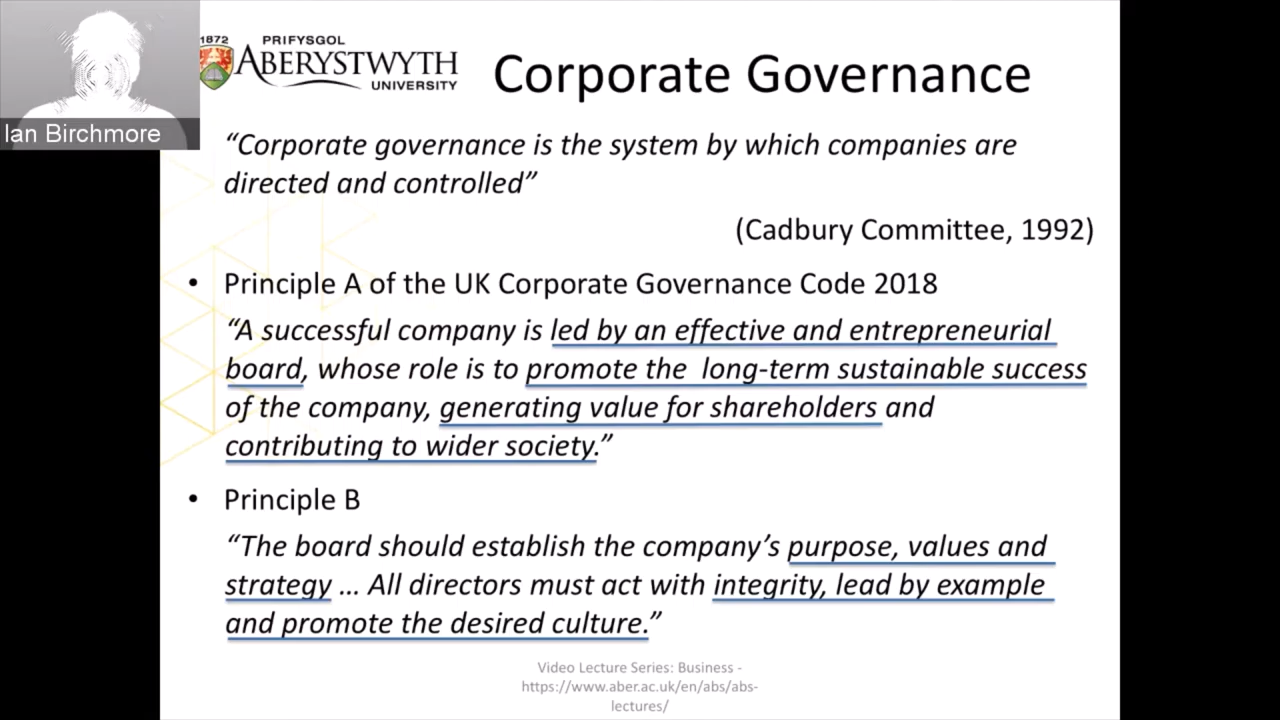 1872
PRIFYSGOL
ABERYSTWYTH
UNIVERSITY
Corporate Governance
Ian Birchmore
“Corporate governance is the system by which companies are
directed and controlled”
(Cadbury Committee, 1992)
• Principle A of the UK Corporate Governance Code 2018
“A successful company is led by an effective and entrepreneurial
board, whose role is to promote the long-term sustainable success
of the company, generating value for shareholders and
contributing to wider society.”
• Principle B
“The board should establish the company’s purpose, values and
strategy … All directors must act with integrity, lead by example
and promote the desired culture.”
Video Lecture Series: Business -
https://www.aber.ac.uk/en/abs/abs-
lectures/